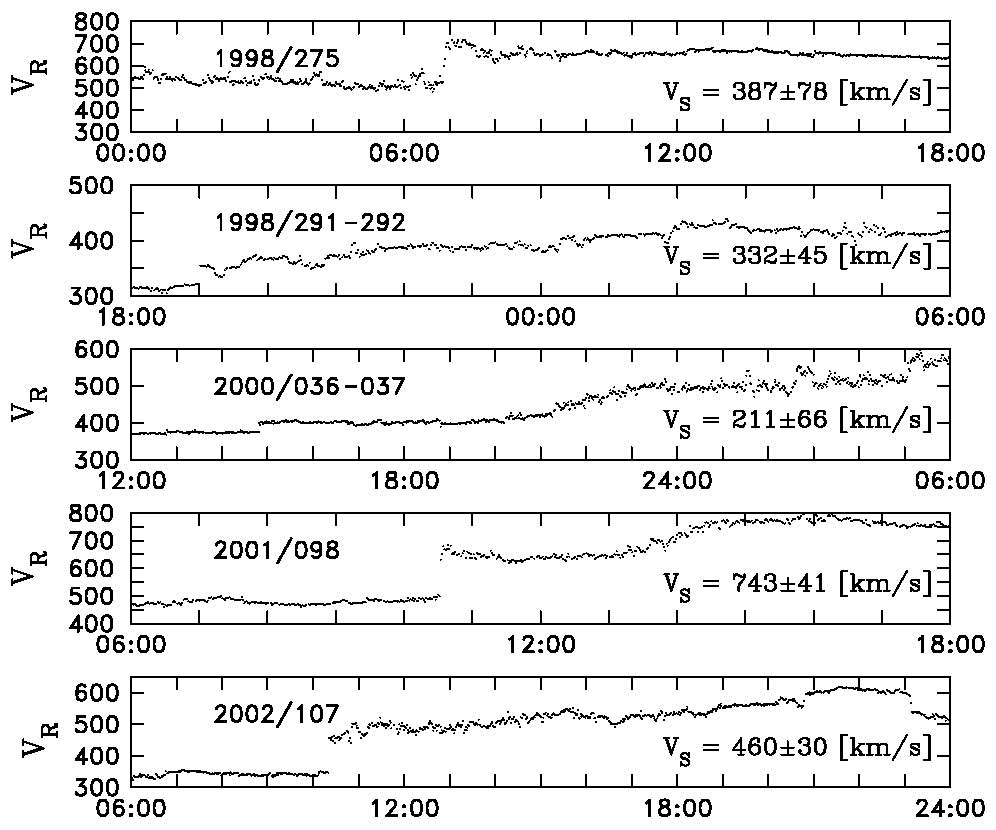 800
700
600
500
400
300
V_R
1998/275
V_S = 387±78 [km/s]
00:00 06:00 12:00 18:00
500
400
300
V_R
1998/291-292
V_S = 332±45 [km/s]
18:00 00:00 06:00
600
500
400
300
V_R
2000/036-037
V_S = 211±66 [km/s]
12:00 18:00 24:00 06:00
800
700
600
500
400
V_R
2001/098
V_S = 743±41 [km/s]
06:00 12:00 18:00
600
500
400
300
V_R
2002/107
V_S = 460±30 [km/s]
06:00 12:00 18:00 24:00